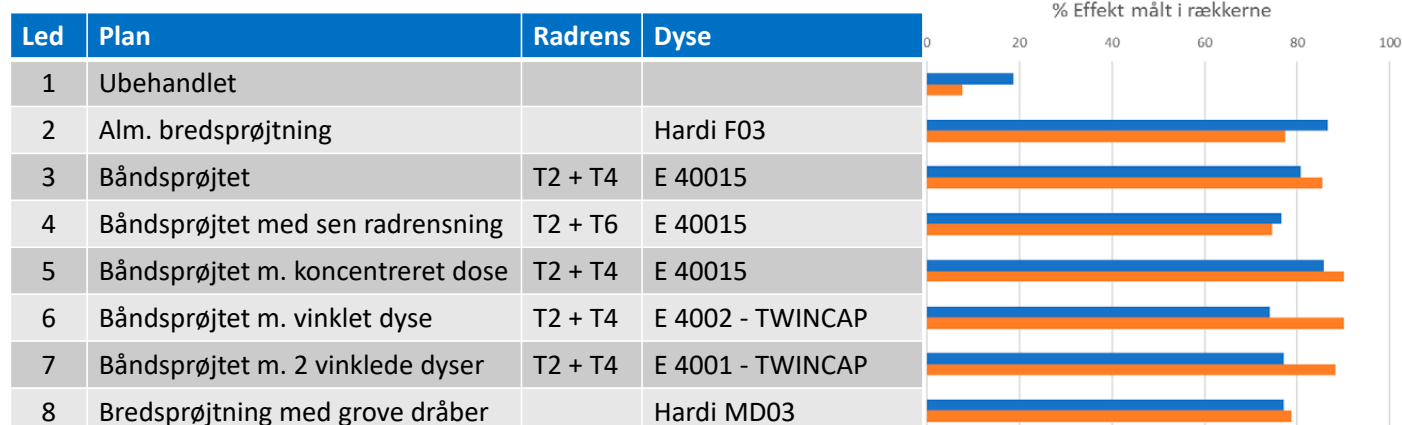 % Effekt målt i rækkerne
Led Plan Radrens Dyse
0 20 40 60 80 100
1 Ubehandlet
2 Alm. bredsprøjtning Hardi F03
3 Båndsprøjtet T2 + T4 E 40015
4 Båndsprøjtet med sen radrensning T2 + T6 E 40015
5 Båndsprøjtet m. koncentreret dose T2 + T4 E 40015
6 Båndsprøjtet m. vinklet dyse T2 + T4 E 4002 - TWINCAP
7 Båndsprøjtet m. 2 vinklede dyser T2 + T4 E 4001 - TWINCAP
8 Bredsprøjtning med grove dråber Hardi MD03